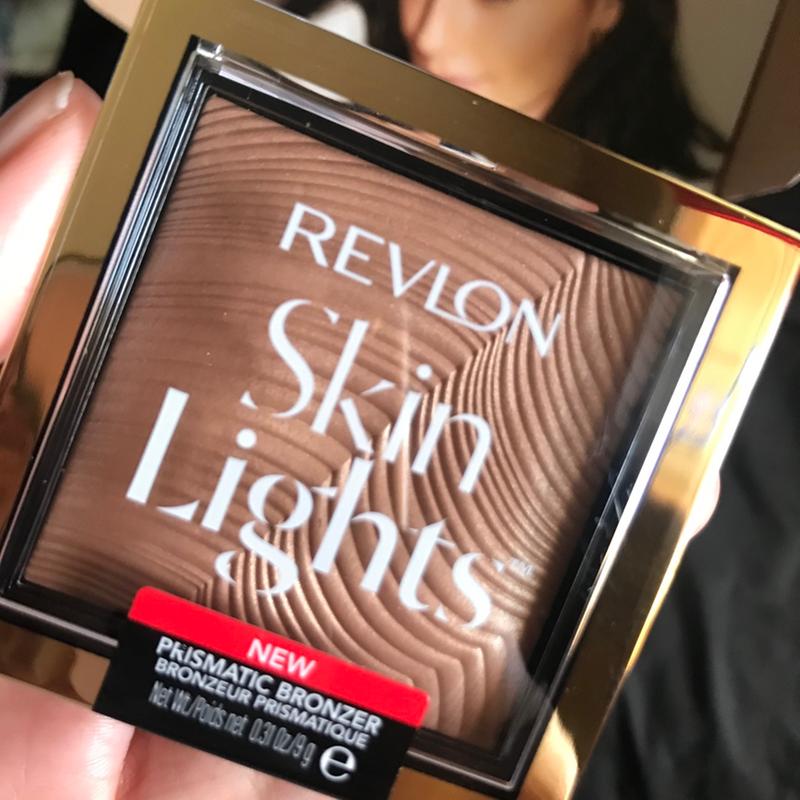 REVLON
Skin
Lights™
NEW
PRISMATIC BRONZER
BRONZEUR PRISMATIQUE
Net Wt./Poids net 0.31 Oz/9 g e